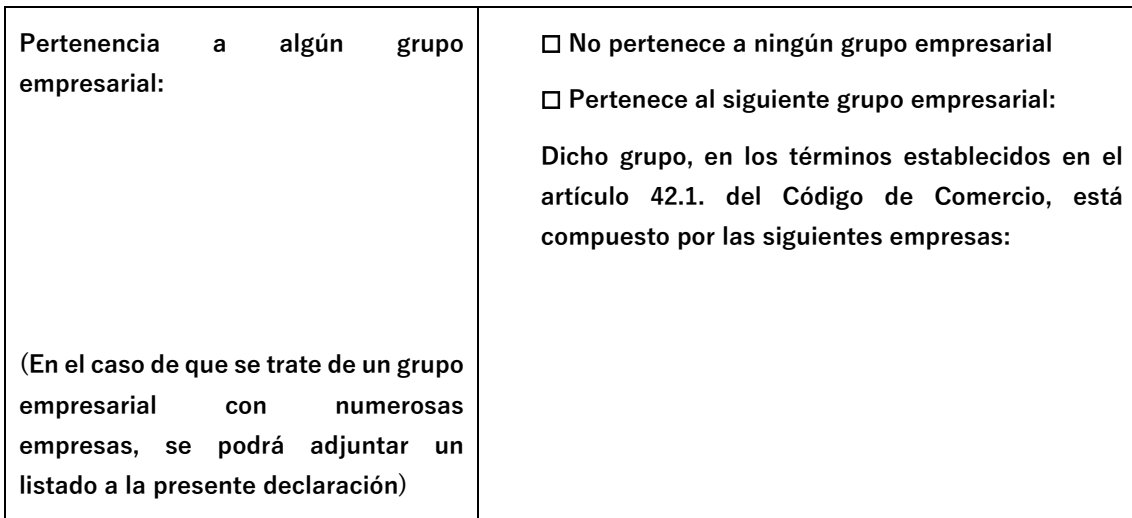 Pertenencia a algún grupo
empresarial:
(En el caso de que se trate de un grupo
empresarial con numerosas
empresas, se podrá adjuntar un
listado a la presente declaración)
☐ No pertenece a ningún grupo empresarial
☐ Pertenece al siguiente grupo empresarial:
Dicho grupo, en los términos establecidos en el
artículo 42.1. del Código de Comercio, está
compuesto por las siguientes empresas: